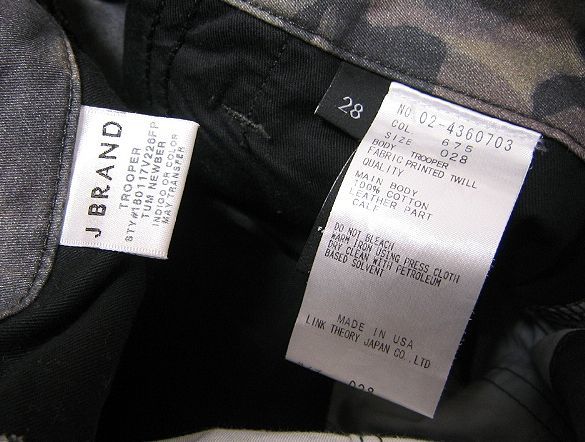 J BRAND
TROOPER
STY#180117V226FP
TUM NEWBER
INDIGO OR COLOR
MAY TRANSFER
28
NO 02-4360703
COL 675
SIZE 028
BODY TROOPER
FABRIC PRINTED TWILL
QUALITY
MAIN BODY
100% COTTON
LEATHER PART
CALF
DO NOT BLEACH
WARM IRON USING PRESS CLOTH
DRY CLEAN WITH PETROLEUM
BASED SOLVENT
MADE IN USA
LINK THEORY JAPAN CO., LTD